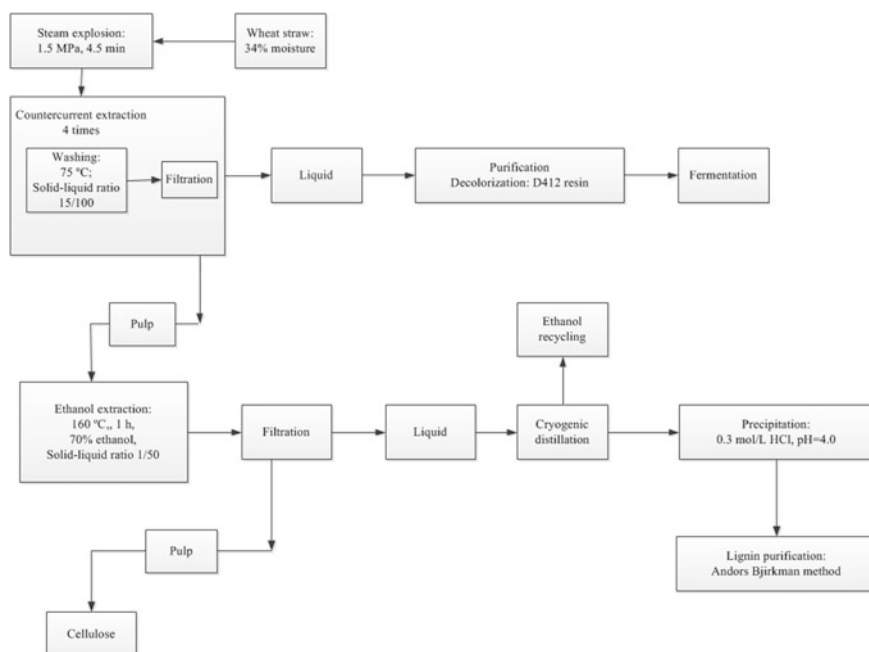 Steam explosion:
1.5 MPa, 4.5 min
Wheat straw:
34% moisture
Countercurrent extraction
4 times
Washing:
75 ºC;
Solid-liquid ratio
15/100
Filtration
Liquid
Purification
Decolorization: D412 resin
Fermentation
Pulp
Ethanol
recycling
Ethanol extraction:
160 ºC,, 1 h,
70% ethanol,
Solid-liquid ratio 1/50
Filtration
Liquid
Cryogenic
distillation
Precipitation:
0.3 mol/L HCl, pH=4.0
Pulp
Lignin purification:
Andors Bjirkman method
Cellulose